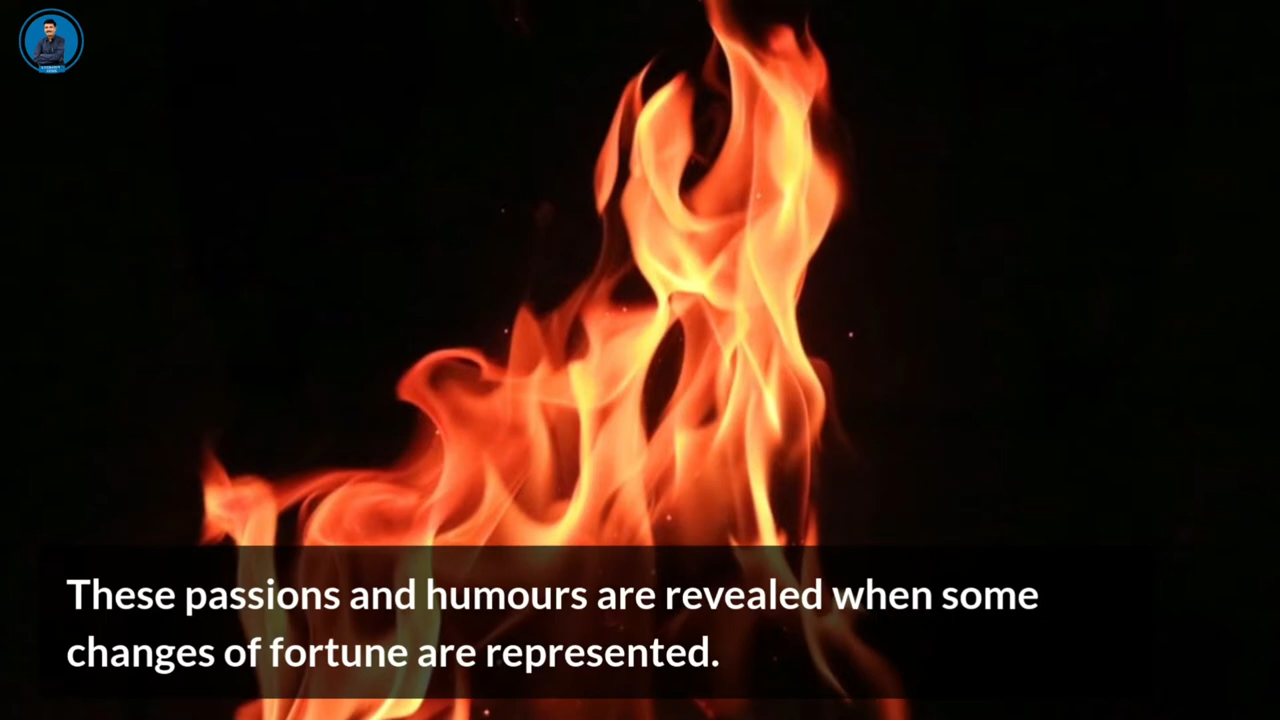 These passions and humours are revealed when some
changes of fortune are represented.